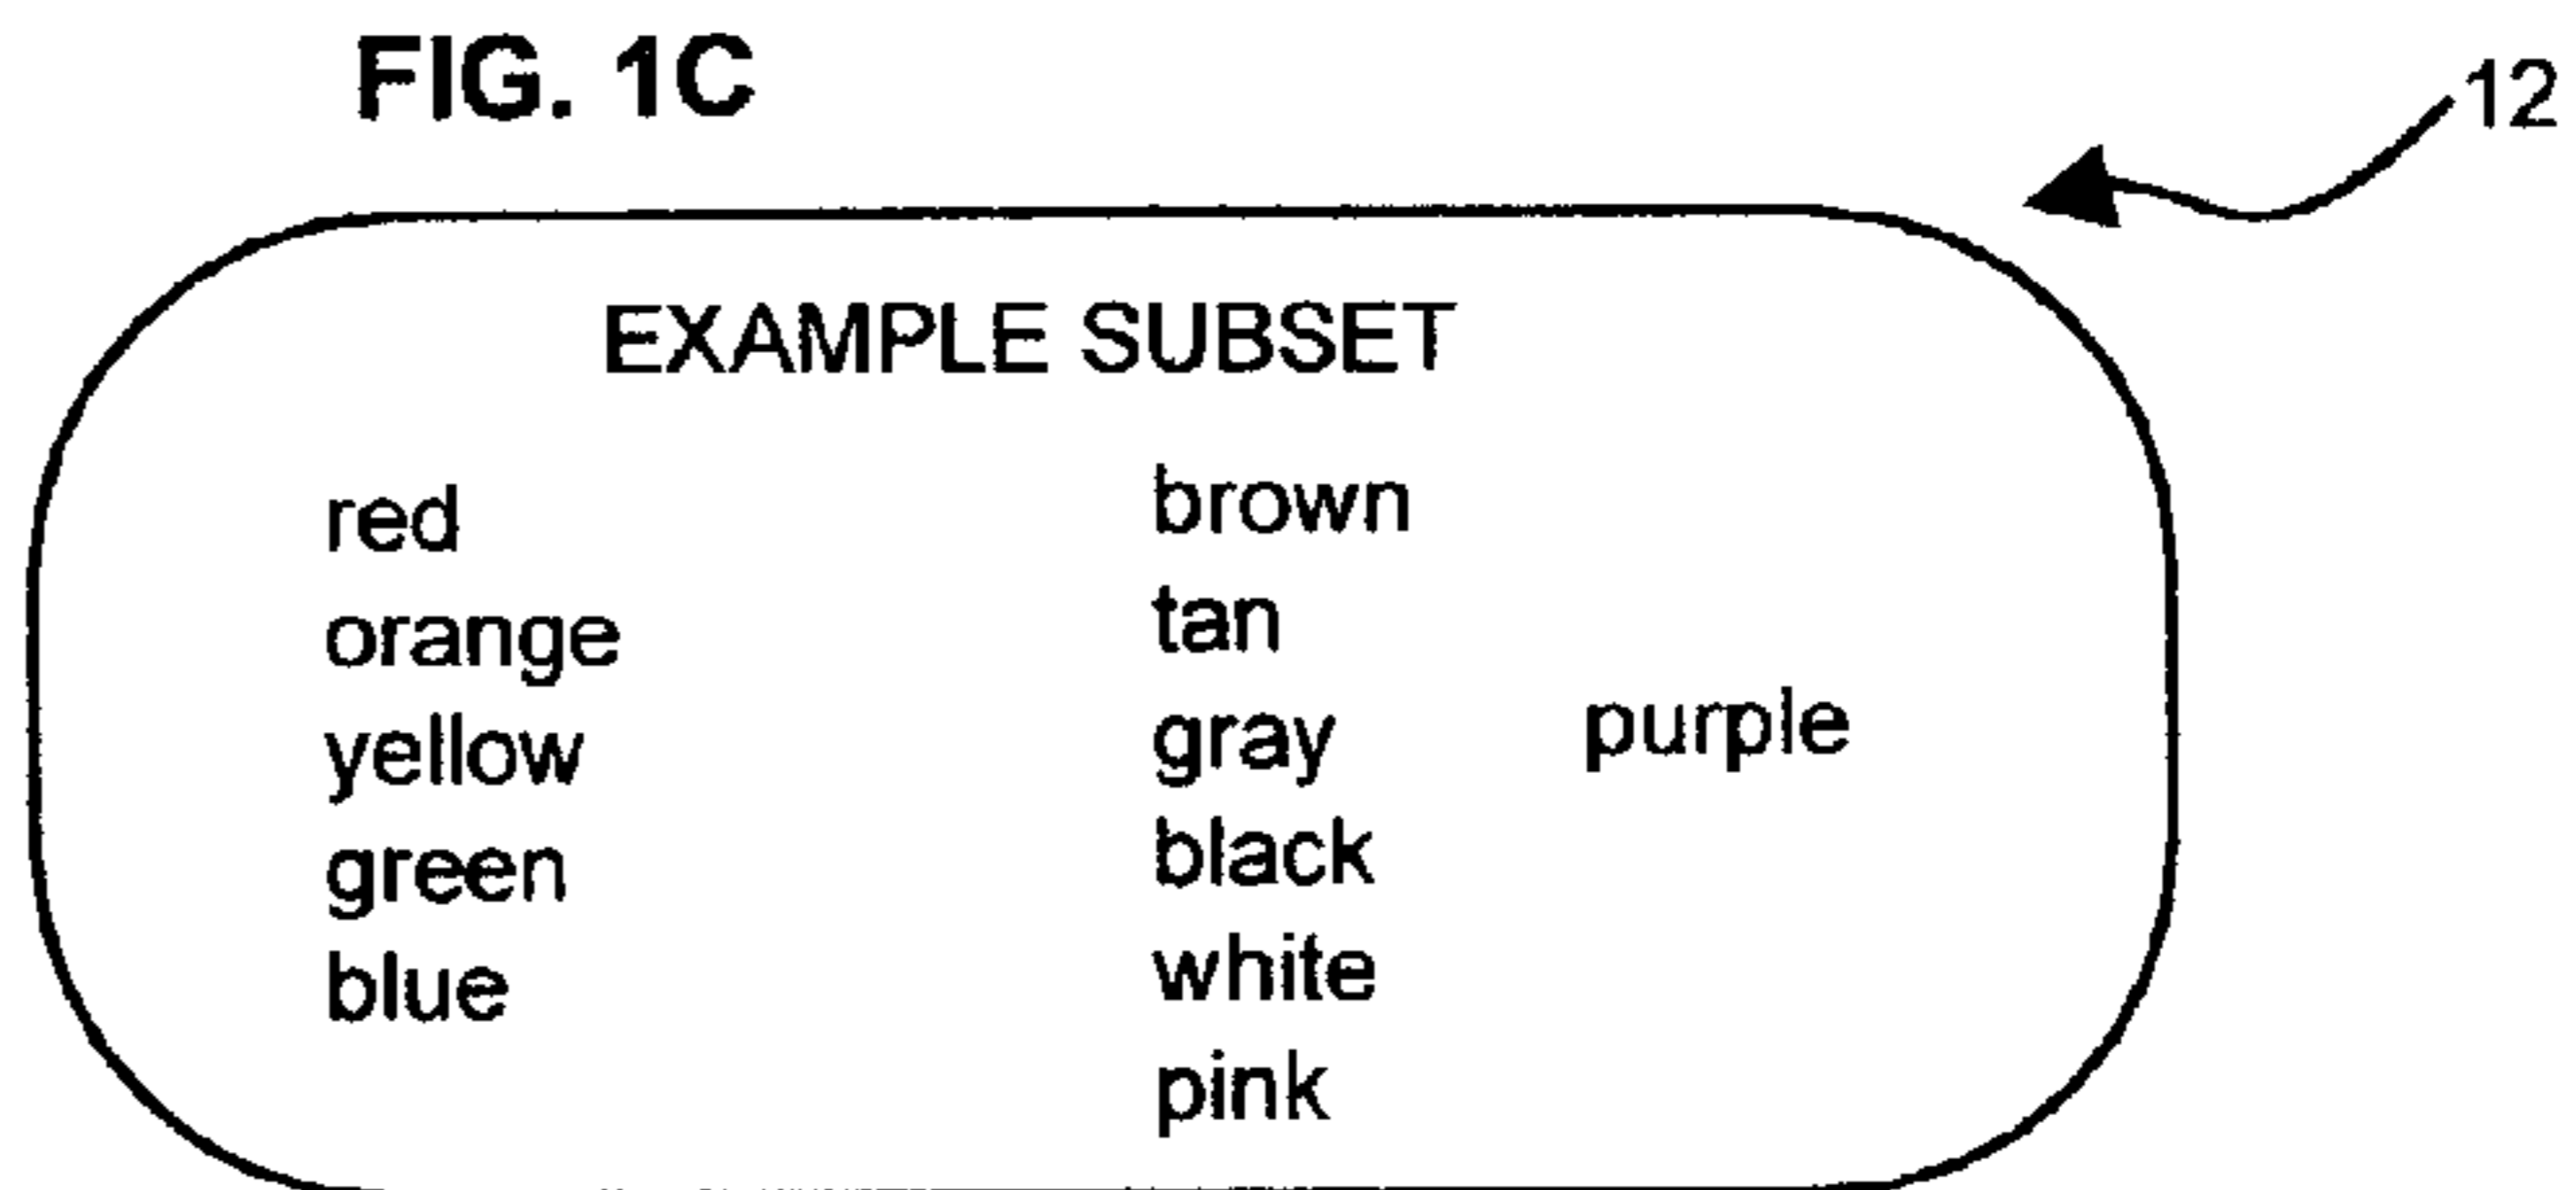 FIG. 1C
12
EXAMPLE SUBSET
red
orange
yellow
green
blue
brown
tan
gray
black
white
pink
purple